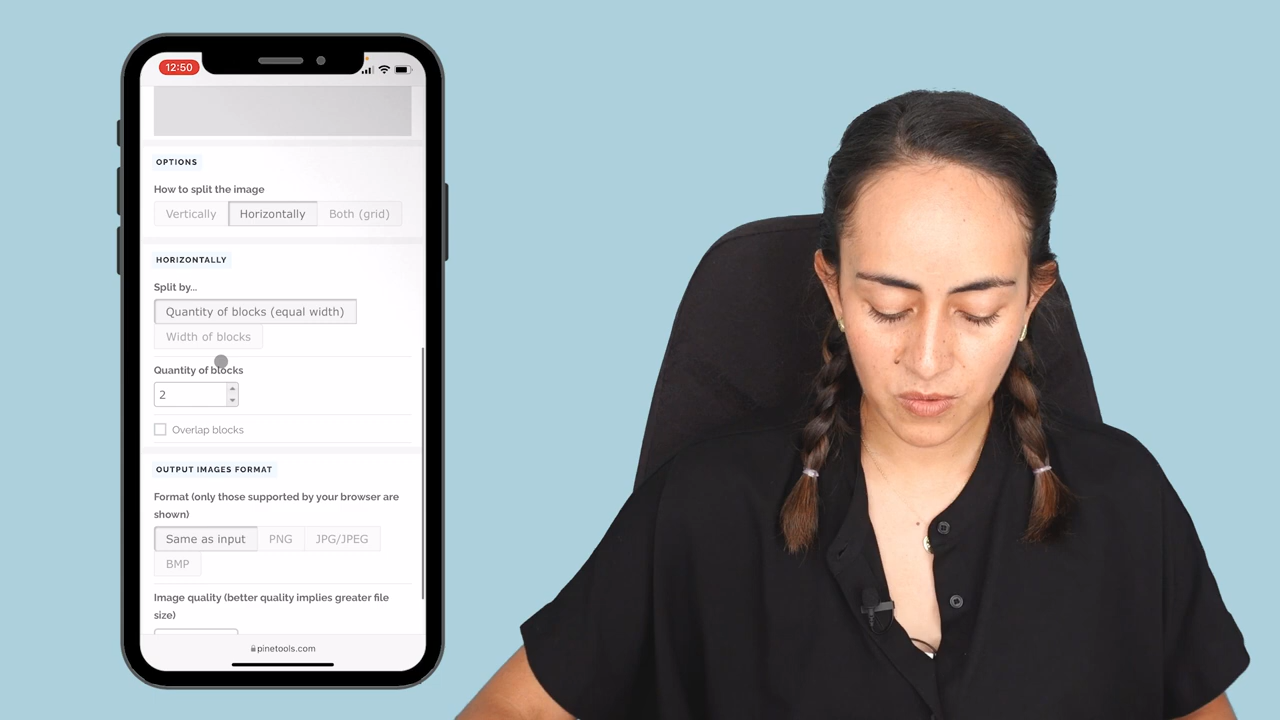 12:50
OPTIONS
How to split the image
Vertically Horizontally Both (grid)
HORIZONTALLY
Split by...
Quantity of blocks (equal width)
Width of blocks
Quantity of blocks
2
Overlap blocks
OUTPUT IMAGES FORMAT
Format (only those supported by your browser are
shown)
Same as input PNG JPG/JPEG
BMP
Image quality (better quality implies greater file
size)
pinetools.com